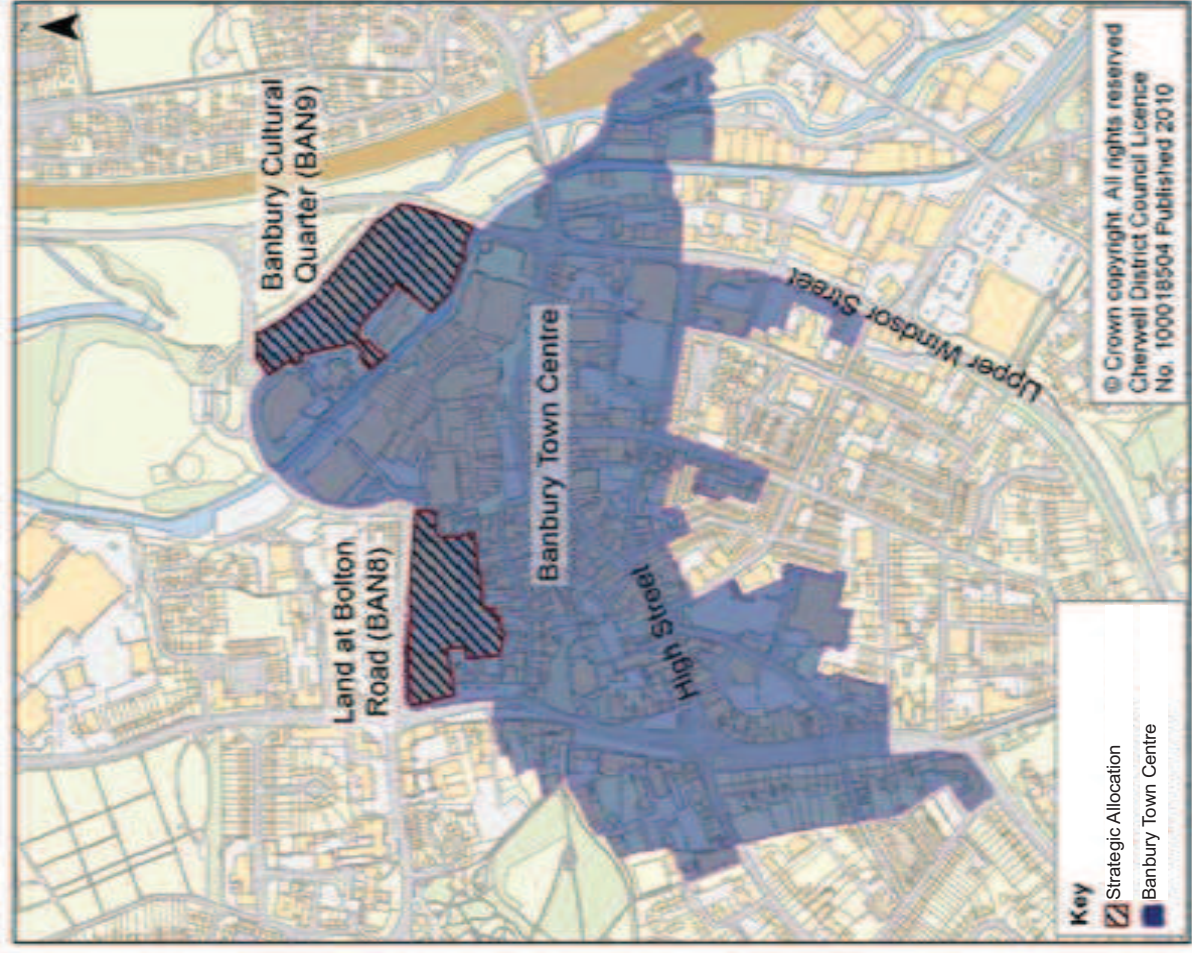 Banbury Cultural
Quarter (BAN9)
Land at Bolton
Road (BAN8)
Banbury Town Centre
High Street
Upper Windsor Street
Key
Strategic Allocation
Banbury Town Centre
© Crown copyright. All rights reserved
Cherwell District Council Licence
No. 100018504 Published 2010